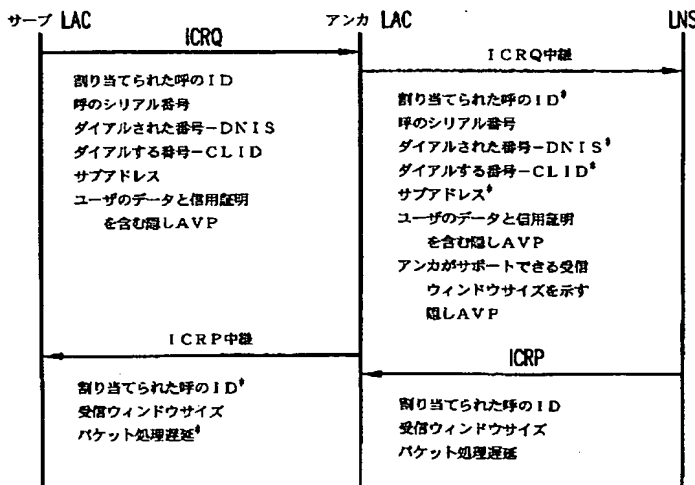 サーブ LAC
アンカ LAC
LNS
ICRQ
割り当てられた呼のID
呼のシリアル番号
ダイアルされた番号−DNIS
ダイアルする番号−CLID
サブアドレス
ユーザのデータと信用証明
を含む隠しAVP
ICRQ中継
割り当てられた呼のID*
呼のシリアル番号
ダイアルされた番号−DNIS*
ダイアルする番号−CLID*
サブアドレス*
ユーザのデータと信用証明
を含む隠しAVP
アンカがサポートできる受信
ウィンドウサイズを示す
隠しAVP
ICRP中継
割り当てられた呼のID*
受信ウィンドウサイズ
パケット処理遅延*
ICRP
割り当てられた呼のID
受信ウィンドウサイズ
パケット処理遅延